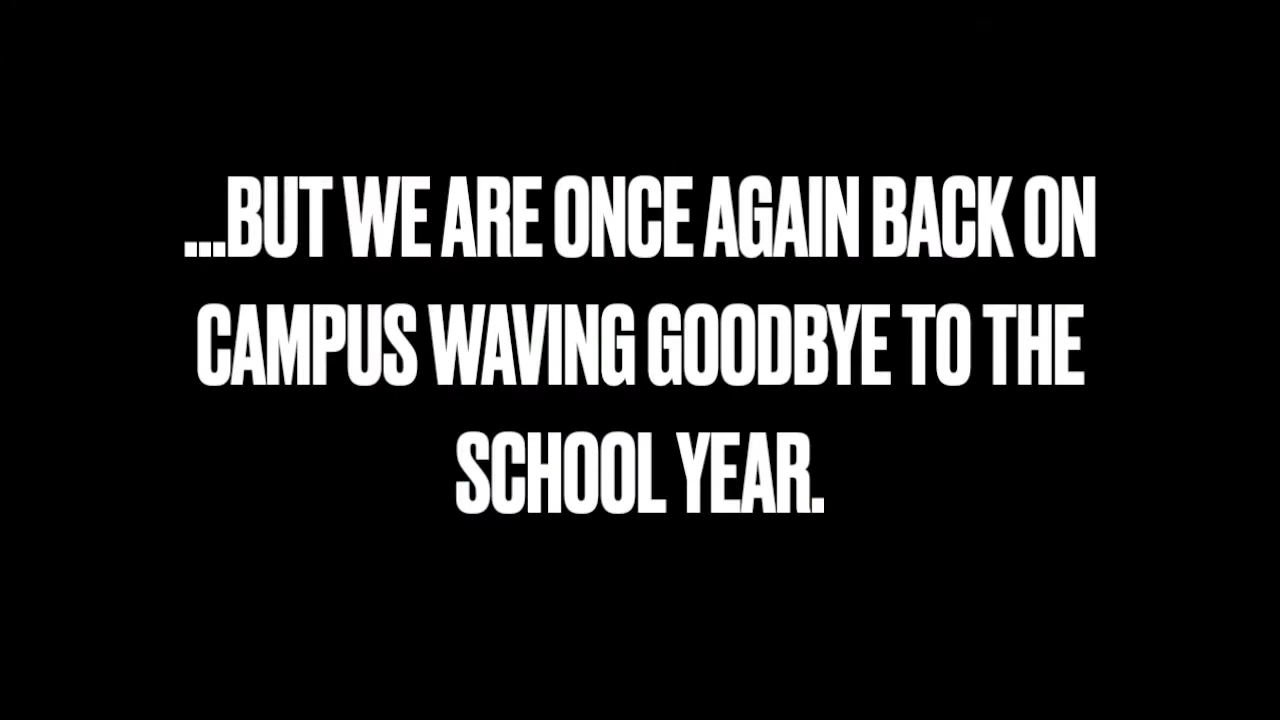 ...BUT WE ARE ONCE AGAIN BACK ON
CAMPUS WAVING GOODBYE TO THE
SCHOOL YEAR.